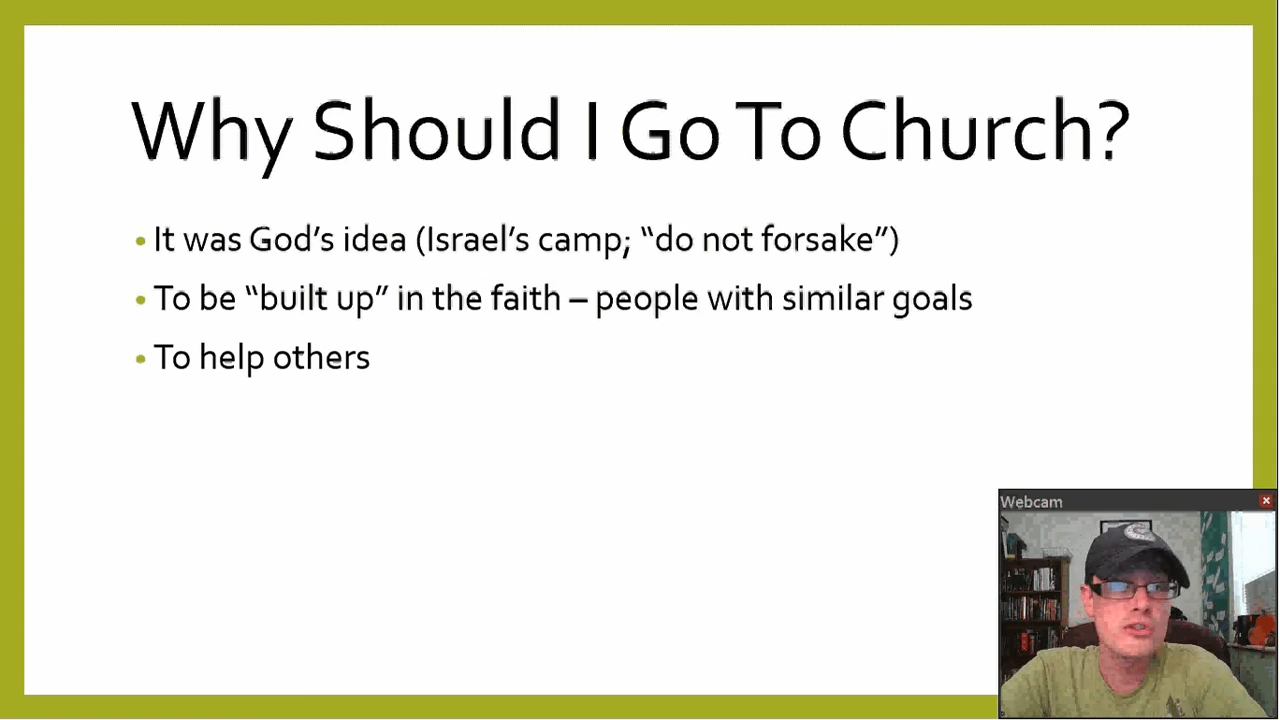 Why Should I Go To Church?
• It was God’s idea (Israel’s camp; “do not forsake”)
• To be “built up” in the faith – people with similar goals
• To help others
Webcam